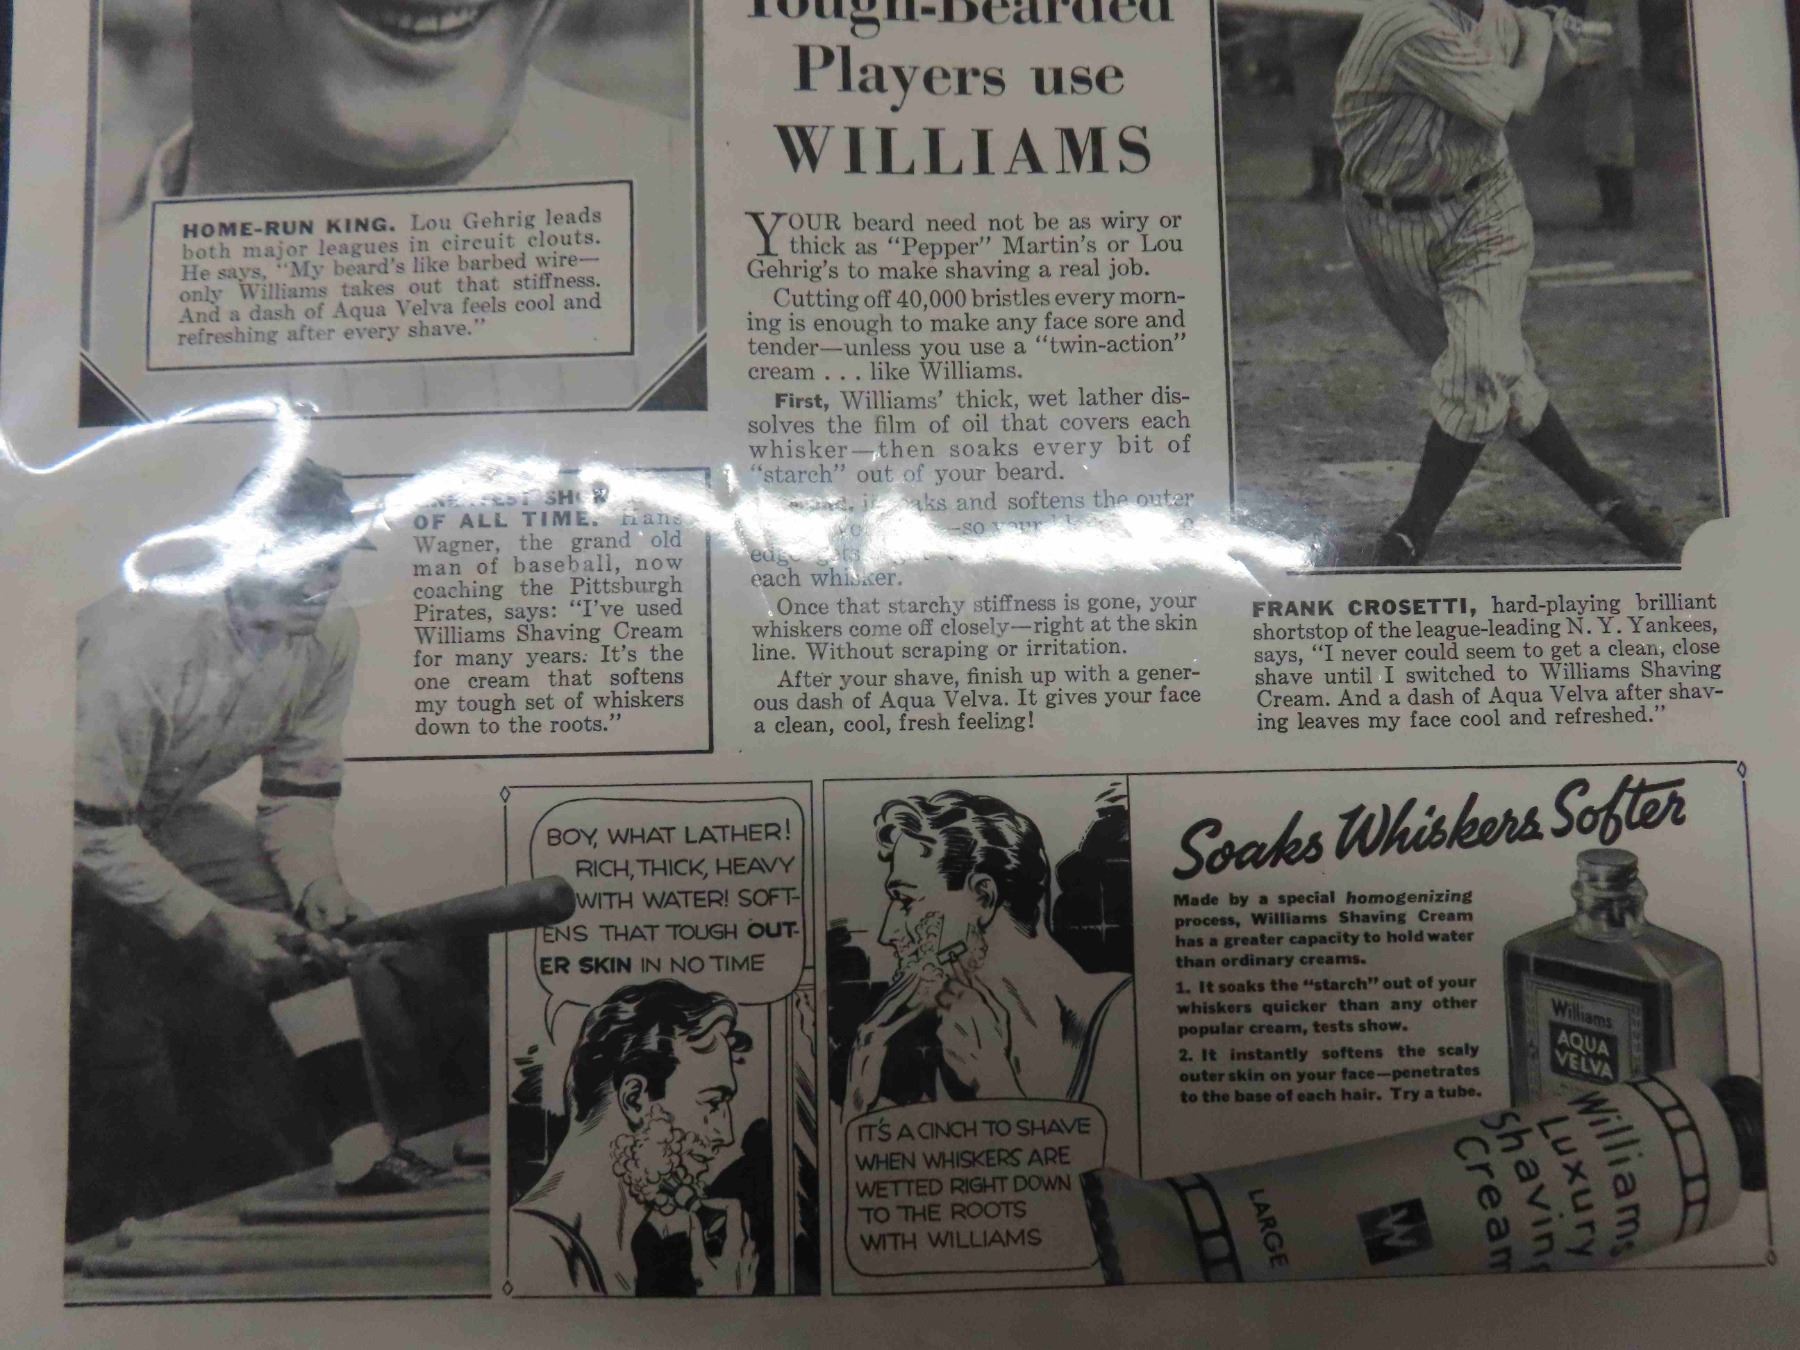 Tough-Bearded
Players use
WILLIAMS
HOME-RUN KING. Lou Gehrig leads
both major leagues in circuit clouts.
He says, "My beard's like barbed wire—
only Williams takes out that stiffness.
And a dash of Aqua Velva feels cool and
refreshing after every shave."
YOUR beard need not be as wiry or
thick as "Pepper" Martin's or Lou
Gehrig's to make shaving a real job.
Cutting off 40,000 bristles every morn-
ing is enough to make any face sore and
tender—unless you use a "twin-action"
cream . . . like Williams.
First, Williams' thick, wet lather dis-
solves the film of oil that covers each
whisker—then soaks every bit of
"starch" out of your beard.
and softens the outer
—so your
edge gets
each whisker.
Once that starchy stiffness is gone, your
whiskers come off closely—right at the skin
line. Without scraping or irritation.
After your shave, finish up with a gener-
ous dash of Aqua Velva. It gives your face
a clean, cool, fresh feeling!
OF ALL TIME. Hans
Wagner, the grand old
man of baseball, now
coaching the Pittsburgh
Pirates, says: "I've used
Williams Shaving Cream
for many years. It's the
one cream that softens
my tough set of whiskers
down to the roots."
FRANK CROSETTI, hard-playing brilliant
shortstop of the league-leading N. Y. Yankees,
says, "I never could seem to get a clean, close
shave until I switched to Williams Shaving
Cream. And a dash of Aqua Velva after shav-
ing leaves my face cool and refreshed."
BOY, WHAT LATHER!
RICH, THICK, HEAVY
WITH WATER! SOFT-
ENS THAT TOUGH OUT-
ER SKIN IN NO TIME
IT'S A CINCH TO SHAVE
WHEN WHISKERS ARE
WETTED RIGHT DOWN
TO THE ROOTS
WITH WILLIAMS
Soaks Whiskers Softer
Made by a special homogenizing
process, Williams Shaving Cream
has a greater capacity to hold water
than ordinary creams.
1. It soaks the "starch" out of your
whiskers quicker than any other
popular cream, tests show.
2. It instantly softens the scaly
outer skin on your face—penetrates
to the base of each hair. Try a tube.
Williams
AQUA
VELVA
Williams
Luxury
Shaving
Cream
W
LARGE